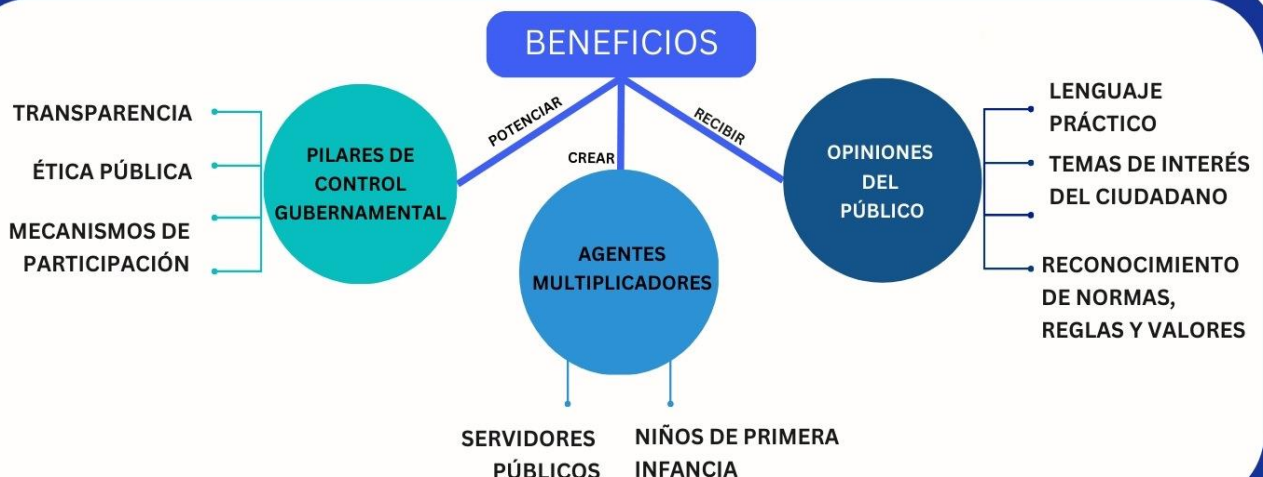 BENEFICIOS
POTENCIAR
CREAR
RECIBIR
TRANSPARENCIA
ÉTICA PÚBLICA
MECANISMOS DE
PARTICIPACIÓN
PILARES DE
CONTROL
GUBERNAMENTAL
AGENTES
MULTIPLICADORES
SERVIDORES
PÚBLICOS
NIÑOS DE PRIMERA
INFANCIA
OPINIONES
DEL
PÚBLICO
LENGUAJE
PRÁCTICO
TEMAS DE INTERÉS
DEL CIUDADANO
RECONOCIMIENTO
DE NORMAS,
REGLAS Y VALORES